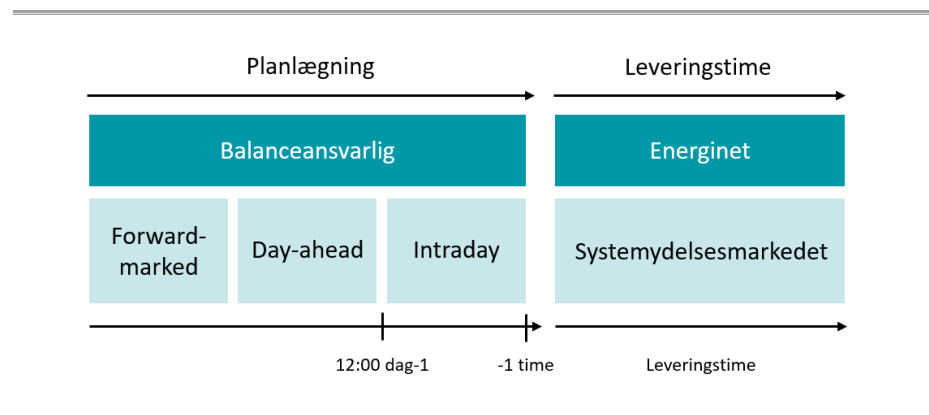 Planlægning
Leveringstime
Balanceansvarlig
Energinet
Forward-
marked
Day-ahead
Intraday
Systemydelsesmarkedet
12:00 dag-1
-1 time
Leveringstime